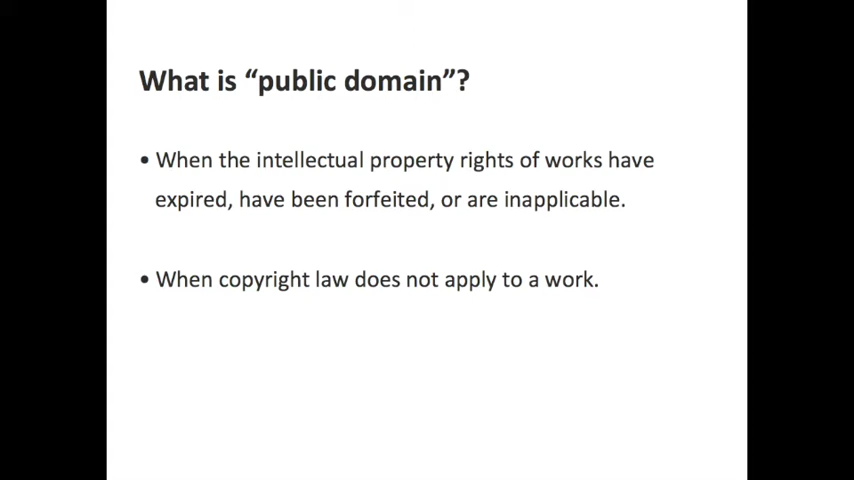 What is “public domain”?
• When the intellectual property rights of works have
expired, have been forfeited, or are inapplicable.
• When copyright law does not apply to a work.